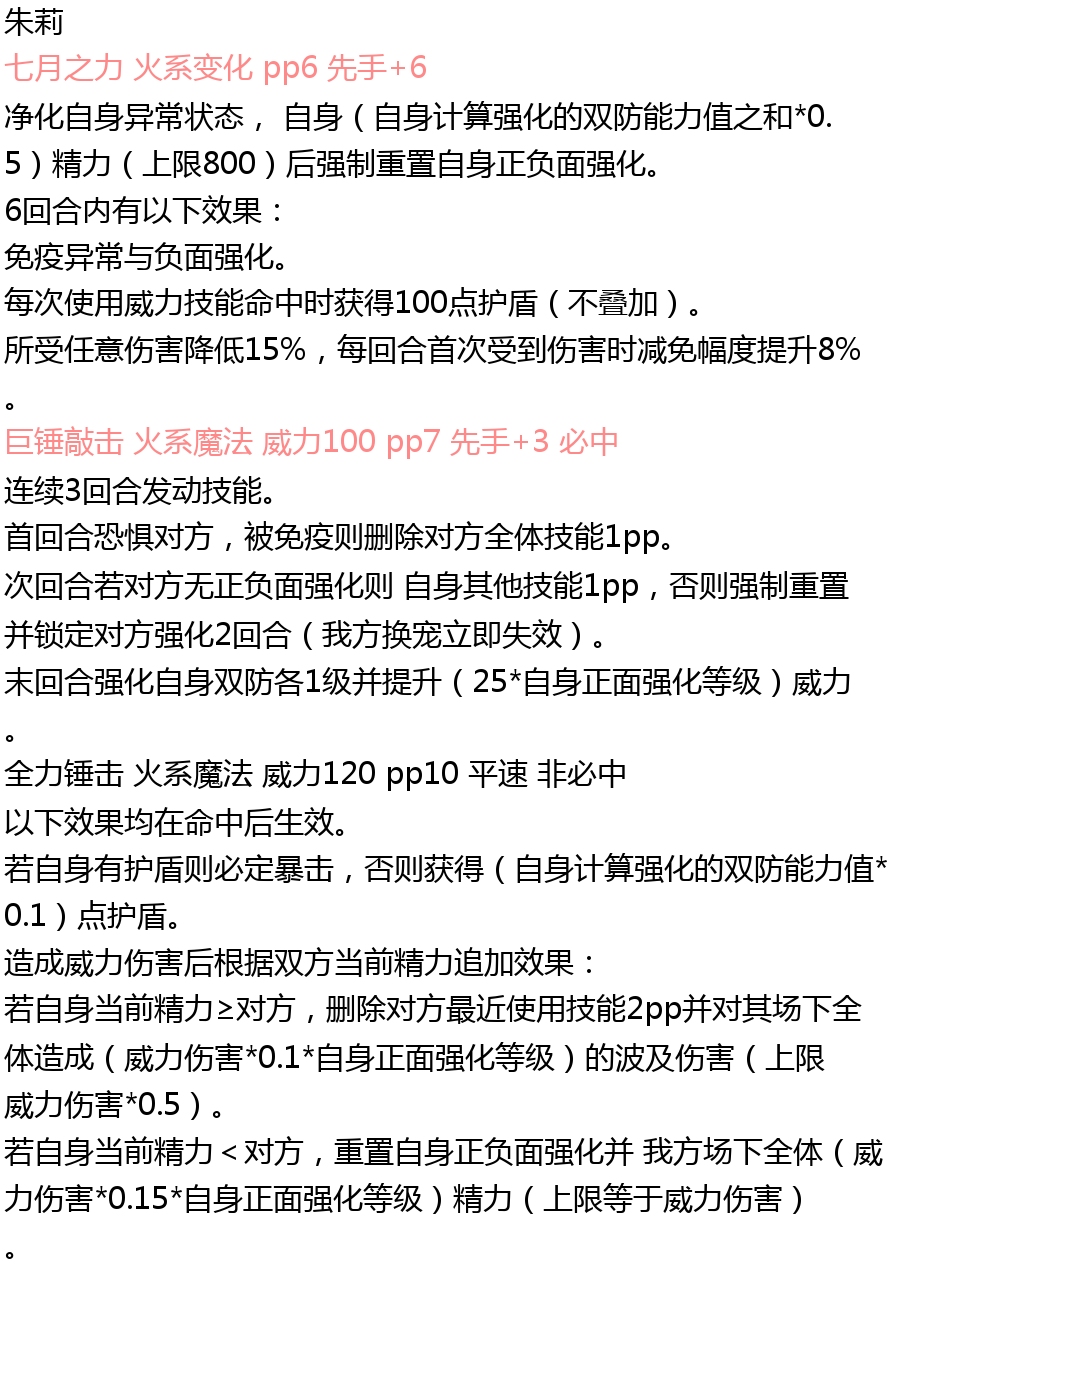 朱莉
七月之力 火系变化 pp6 先手+6
净化自身异常状态， 自身（自身计算强化的双防能力值之和*0.
5）精力（上限800）后强制重置自身正负面强化。
6回合内有以下效果：
免疫异常与负面强化。
每次使用威力技能命中时获得100点护盾（不叠加）。
所受任意伤害降低15%，每回合首次受到伤害时减免幅度提升8%
。
巨锤敲击 火系魔法 威力100 pp7 先手+3 必中
连续3回合发动技能。
首回合恐惧对方，被免疫则删除对方全体技能1pp。
次回合若对方无正负面强化则 自身其他技能1pp，否则强制重置
并锁定对方强化2回合（我方换宠立即失效）。
末回合强化自身双防各1级并提升（25*自身正面强化等级）威力
。
全力锤击 火系魔法 威力120 pp10 平速 非必中
以下效果均在命中后生效。
若自身有护盾则必定暴击，否则获得（自身计算强化的双防能力值*
0.1）点护盾。
造成威力伤害后根据双方当前精力追加效果：
若自身当前精力≥对方，删除对方最近使用技能2pp并对其场下全
体造成（威力伤害*0.1*自身正面强化等级）的波及伤害（上限
威力伤害*0.5）。
若自身当前精力＜对方，重置自身正负面强化并 我方场下全体（威
力伤害*0.15*自身正面强化等级）精力（上限等于威力伤害）
。